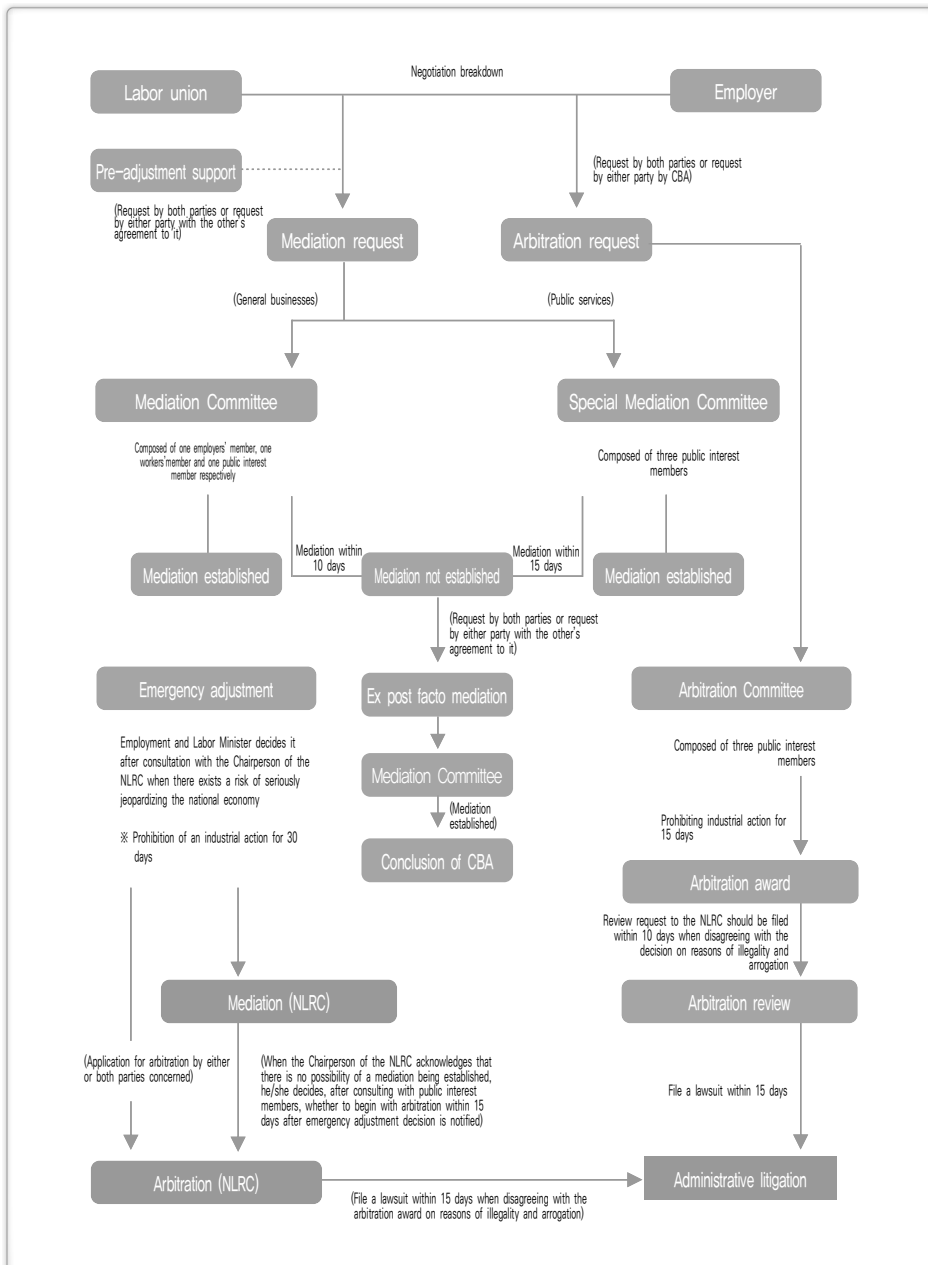 Negotiation breakdown
Labor union
Employer
Pre-adjustment support
(Request by both parties or request
by either party by CBA)
(Request by both parties or request
by either party with the other's
agreement to it)
Mediation request
Arbitration request
(General businesses)
(Public services)
Mediation Committee
Special Mediation Committee
Composed of one employers' member, one
workers'member and one public interest
member respectively
Composed of three public interest
members
Mediation within
10 days
Mediation within
15 days
Mediation established
Mediation not established
Mediation established
(Request by both parties or request
by either party with the other's
agreement to it)
Emergency adjustment
Ex post facto mediation
Arbitration Committee
Employment and Labor Minister decides it
after consultation with the Chairperson of the
NLRC when there exists a risk of seriously
jeopardizing the national economy
※ Prohibition of an industrial action for 30
days
Mediation Committee
(Mediation
established)
Conclusion of CBA
Composed of three public interest
members
Prohibiting industrial action for
15 days
Arbitration award
Review request to the NLRC should be filed
within 10 days when disagreeing with the
decision on reasons of illegality and
arrogation
Mediation (NLRC)
Arbitration review
(Application for arbitration by either
or both parties concerned)
(When the Chairperson of the NLRC acknowledges that
there is no possibility of a mediation being established,
he/she decides, after consulting with public interest
members, whether to begin with arbitration within 15
days after emergency adjustment decision is notified)
File a lawsuit within 15 days
Arbitration (NLRC)
Administrative litigation
(File a lawsuit within 15 days when disagreeing with the
arbitration award on reasons of illegality and arrogation)